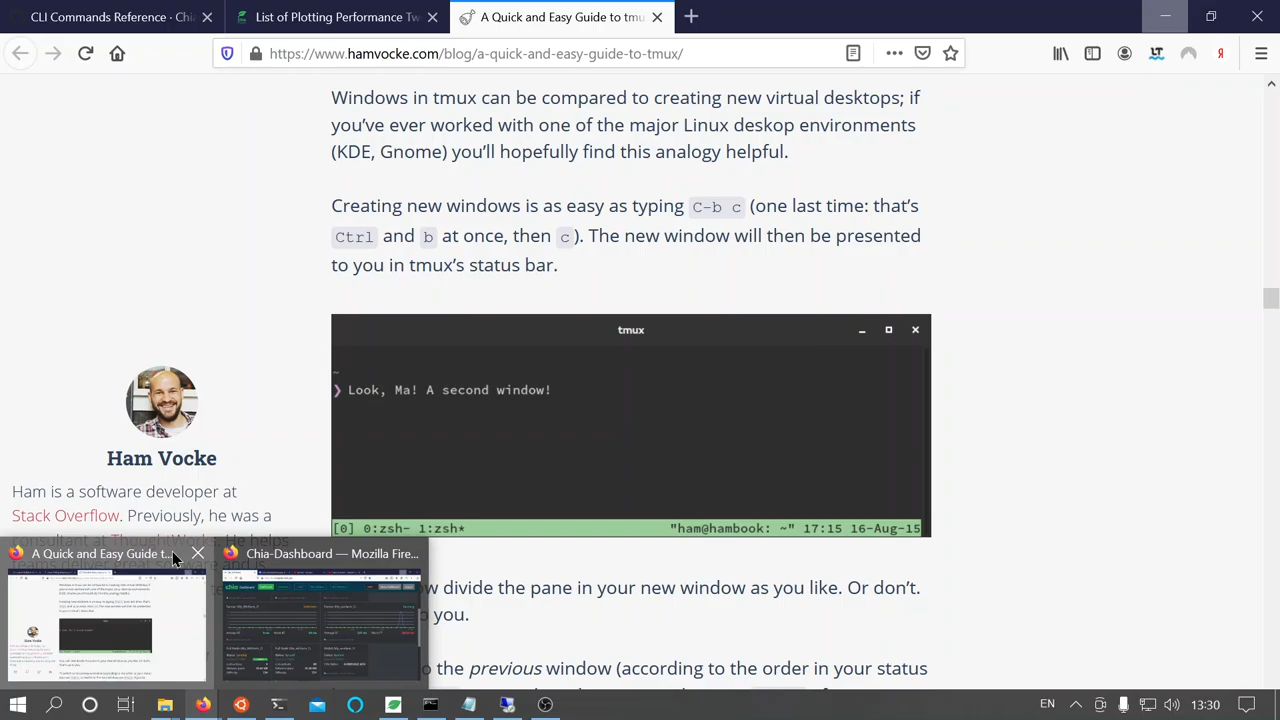 CLI Commands Reference · Chia
List of Plotting Performance Tw
A Quick and Easy Guide to tmu
https://www.hamvocke.com/blog/a-quick-and-easy-guide-to-tmux/
Windows in tmux can be compared to creating new virtual desktops; if
you've ever worked with one of the major Linux deskop environments
(KDE, Gnome) you'll hopefully find this analogy helpful.
Creating new windows is as easy as typing C-b c (one last time: that's
Ctrl and b at once, then c). The new window will then be presented
to you in tmux's status bar.
tmux
❯ Look, Ma! A second window!
[0] 0:zsh- 1:zsh* "ham@hambook: ~" 17:15 16-Aug-15
Ham Vocke
Ham is a software developer at
Stack Overflow. Previously, he was a
consultant at ThoughtWorks. He helps
A Quick and Easy Guide t...
Chia-Dashboard — Mozilla Fire...
divide the pane in your new window as you like. Or don't.
to you.
the previous window (according to the order in your status
EN
13:30